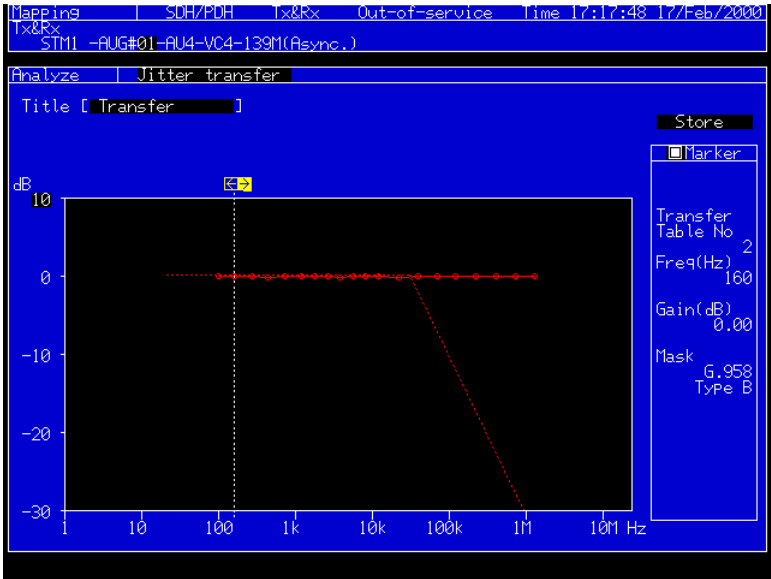 Mapping | SDH/PDH Tx&Rx Out-of-service Time 17:17:48 17/Feb/2000
Tx&Rx
STM1 -AUG#01-AU4-VC4-139M(Async.)
Analyze | Jitter transfer
Title [ Transfer ]
Store
Marker
dB
10
0
-10
-20
-30
1 10 100 1k 10k 100k 1M 10M Hz
Transfer
Table No
2
Freq(Hz)
160
Gain(dB)
0.00
Mask
G.958
Type B